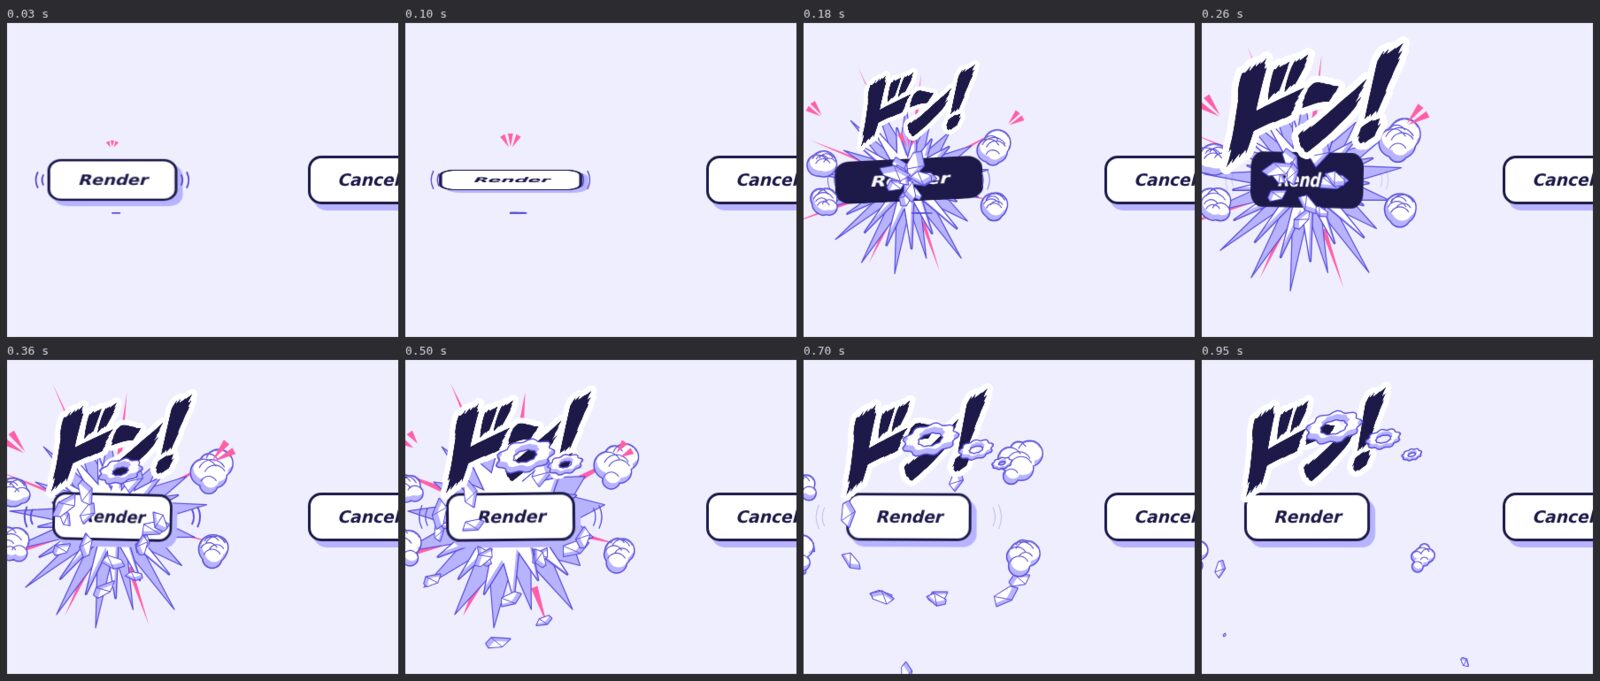 0.03 s
0.10 s
0.18 s
0.26 s
Render
Cancel
Render
Cancel
ドン!
Cancel
ドン!
Cancel
0.36 s
0.50 s
0.70 s
0.95 s
ドン!
Render
Cancel
ドン!
Render
Cancel
ドン!
Render
Cancel
ドン!
Render
Cancel